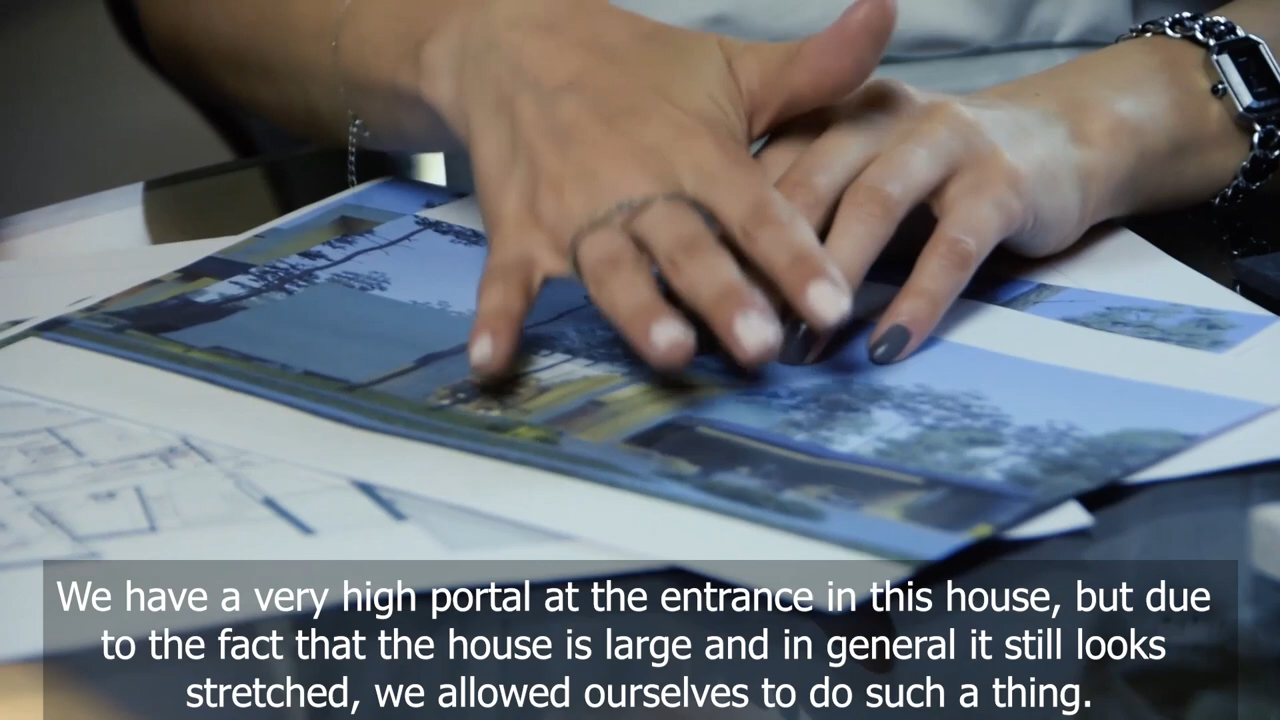 We have a very high portal at the entrance in this house, but due
to the fact that the house is large and in general it still looks
stretched, we allowed ourselves to do such a thing.